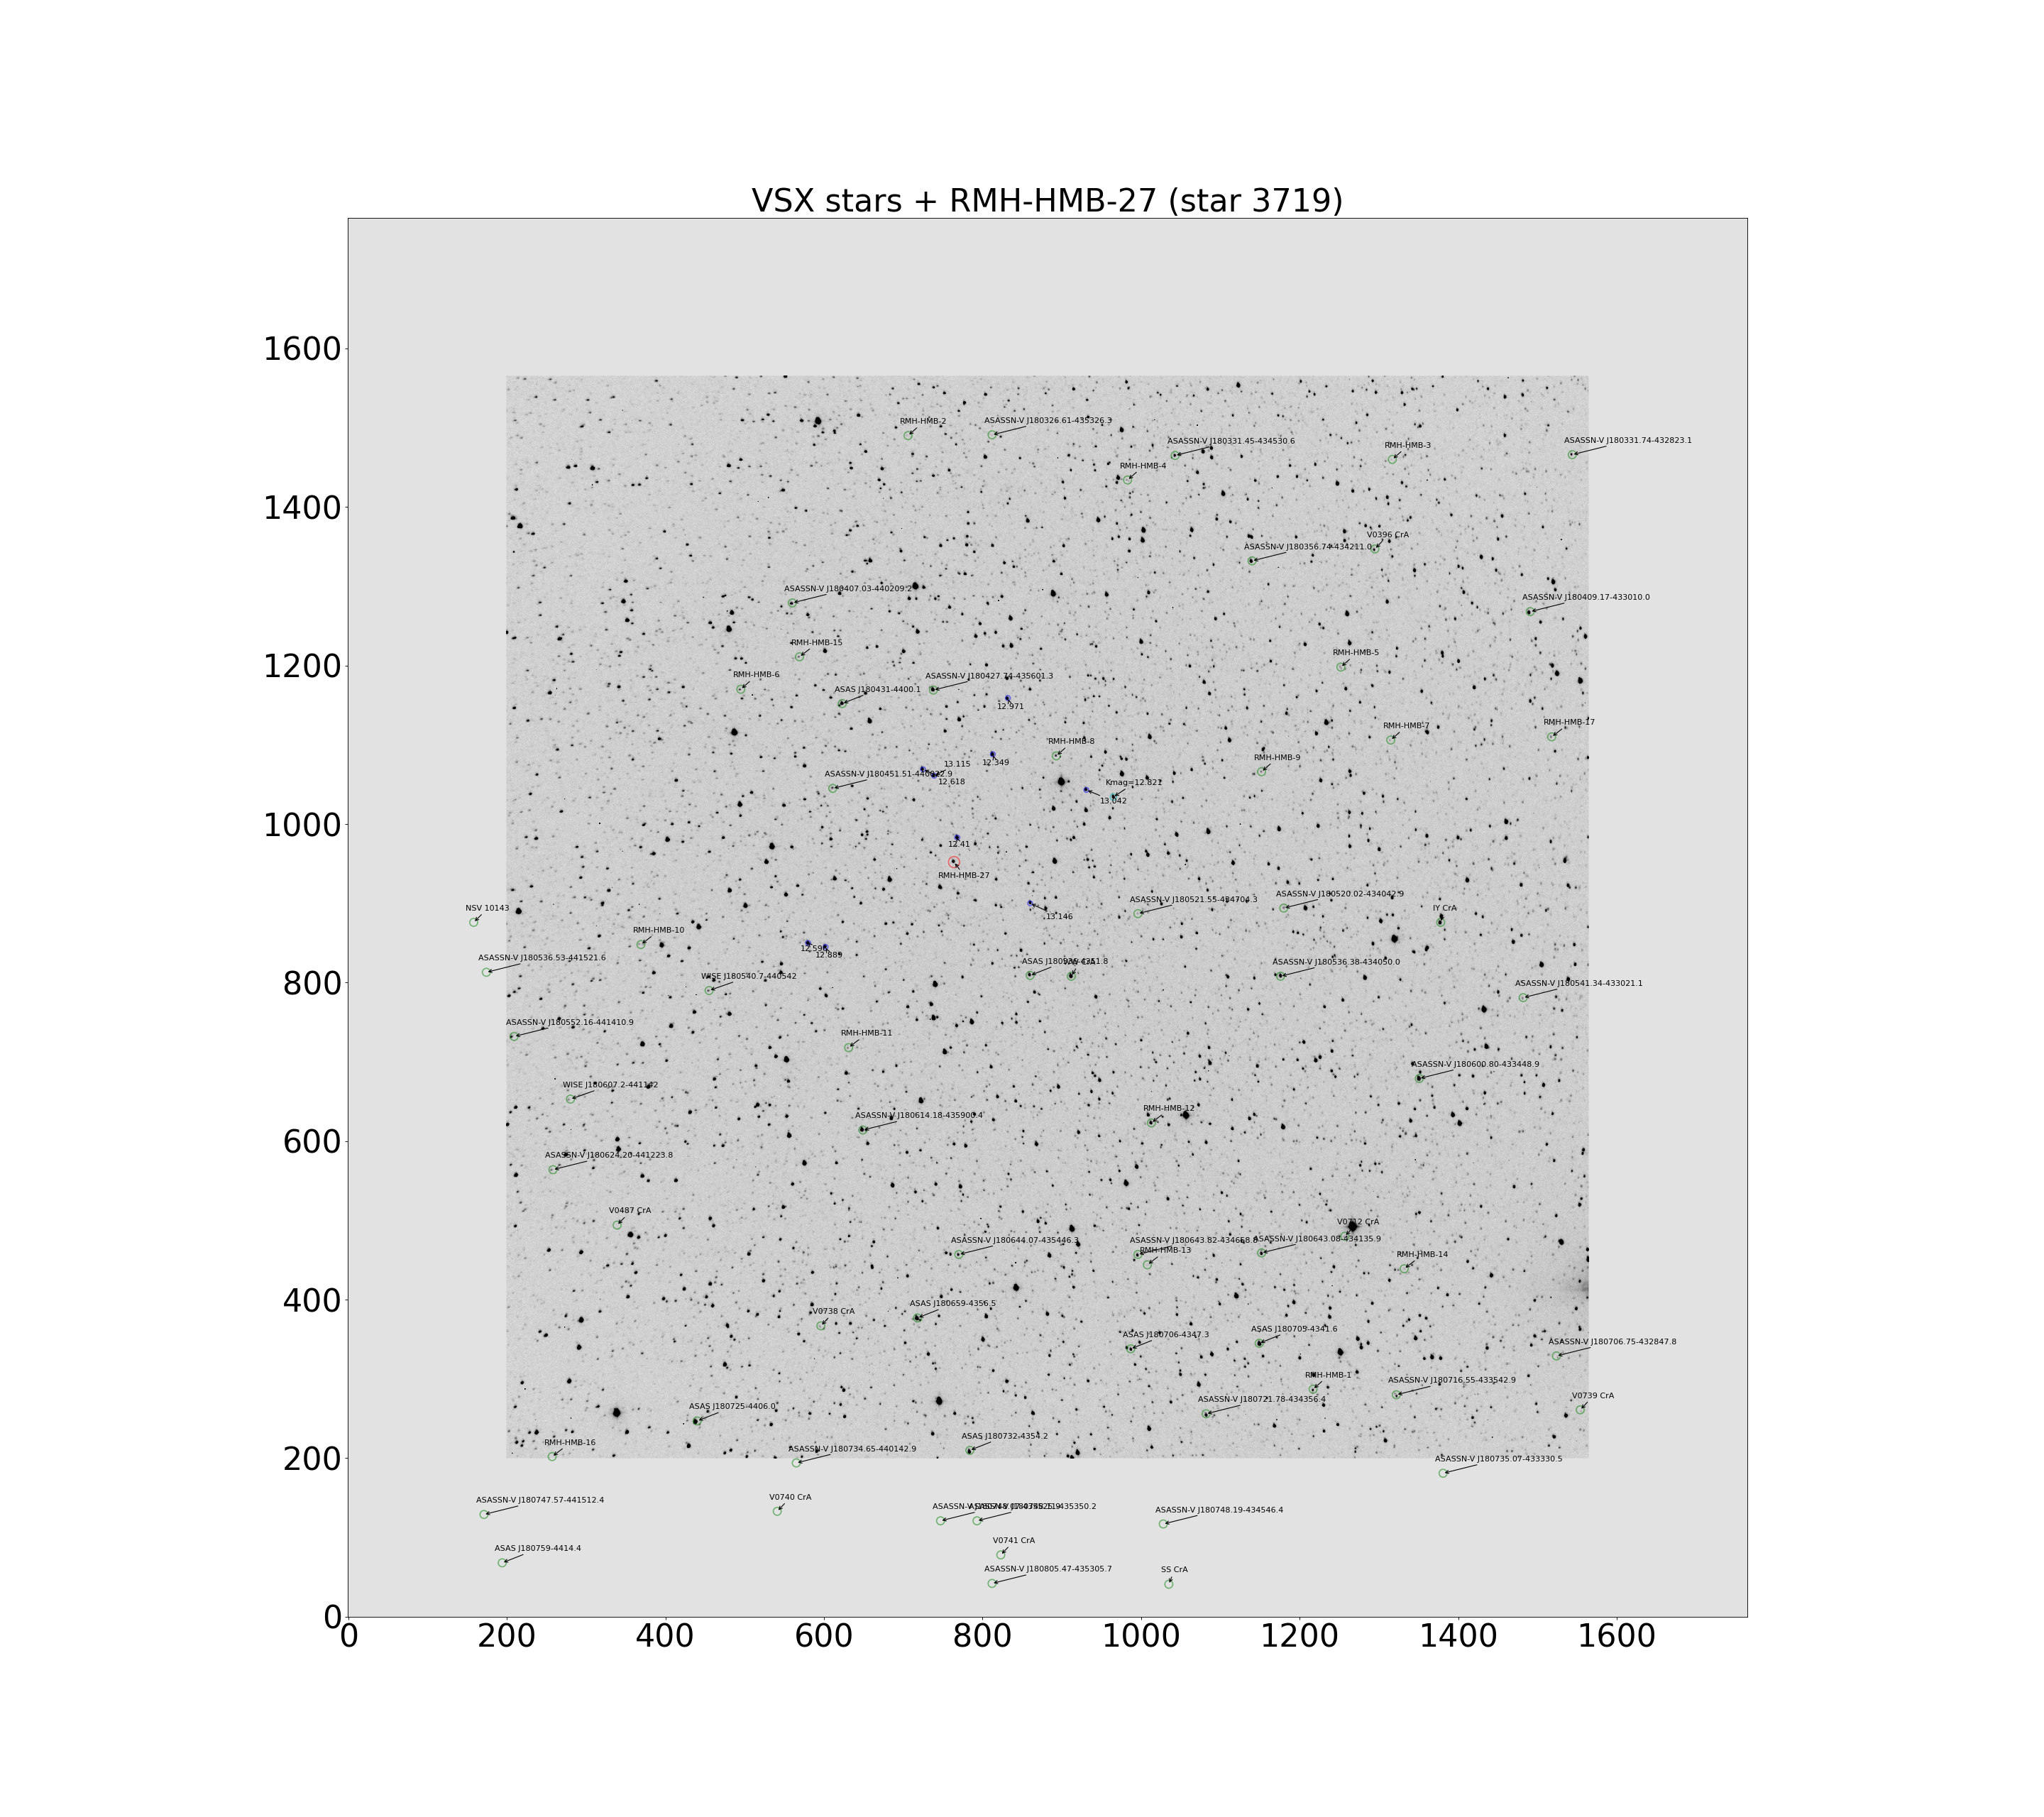 VSX stars + RMH-HMB-27 (star 3719)
1600
RMH-HMB-2
ASASSN-V J180326.61-435326.3
ASASSN-V J180331.45-434530.6
RMH-HMB-3
ASASSN-V J180331.74-432823.1
RMH-HMB-4
1400
V0396 CrA
ASASSN-V J180356.74-434211.0
ASASSN-V J180407.03-440209.2
ASASSN-V J180409.17-433010.0
RMH-HMB-15
RMH-HMB-5
1200
RMH-HMB-6
ASASSN-V J180427.74-435601.3
ASAS J180431-4400.1
12.971
RMH-HMB-17
RMH-HMB-7
RMH-HMB-8
RMH-HMB-9
12.349
13.115
ASASSN-V J180451.51-440032.9
12.618
Kmag=12.821
13.042
1000
12.41
RMH-HMB-27
ASASSN-V J180520.02-434042.9
ASASSN-V J180521.55-434704.3
NSV 10143
IY CrA
13.146
RMH-HMB-10
12.596
12.889
ASASSN-V J180536.53-441521.6
ASASSN-V J180536.38-434050.0
WISE J180540.7-440542
ASASSN-V J180541.34-433021.1
800
ASASSN-V J180552.16-441410.9
RMH-HMB-11
ASASSN-V J180600.80-433448.9
WISE J180607.2-441142
RMH-HMB-12
ASASSN-V J180614.18-435900.4
600
ASASSN-V J180624.20-441223.8
V0487 CrA
ASASSN-V J180644.07-435446.3
ASASSN-V J180643.08-434135.9
RMH-HMB-13
RMH-HMB-14
400
ASAS J180659-4356.5
V0738 CrA
ASAS J180706-4347.3
ASAS J180709-4341.6
ASASSN-V J180706.75-432847.8
RMH-HMB-1
ASASSN-V J180716.55-433542.9
V0739 CrA
ASASSN-V J180721.78-434356.4
ASAS J180725-4406.0
ASAS J180732-4354.2
RMH-HMB-16
ASASSN-V J180734.65-440142.9
200
ASASSN-V J180735.07-433330.5
V0740 CrA
ASASSN-V J180747.57-441512.4
ASASSN-V J180748.19-434546.4
V0741 CrA
ASAS J180759-4414.4
ASASSN-V J180805.47-435305.7
SS CrA
0
0 200 400 600 800 1000 1200 1400 1600